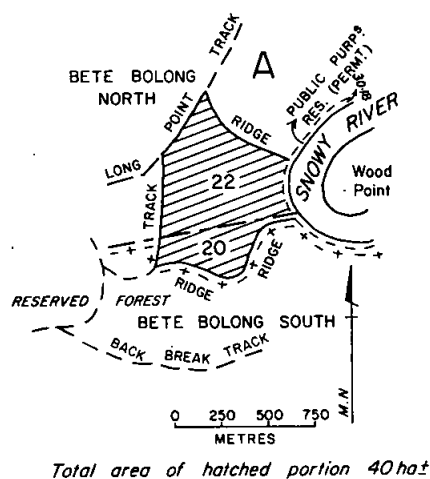 TRACK
A
BETE BOLONG
NORTH
POINT
LONG
RIDGE
PUBLIC PURPS
RES. (PERMT.)
30·18
SNOWY RIVER
Wood
Point
22
TRACK
20
RIDGE
RIDGE
RESERVED FOREST
BETE BOLONG SOUTH
BACK BREAK TRACK
M.N
0 250 500 750
METRES
Total area of hatched portion 40 ha±